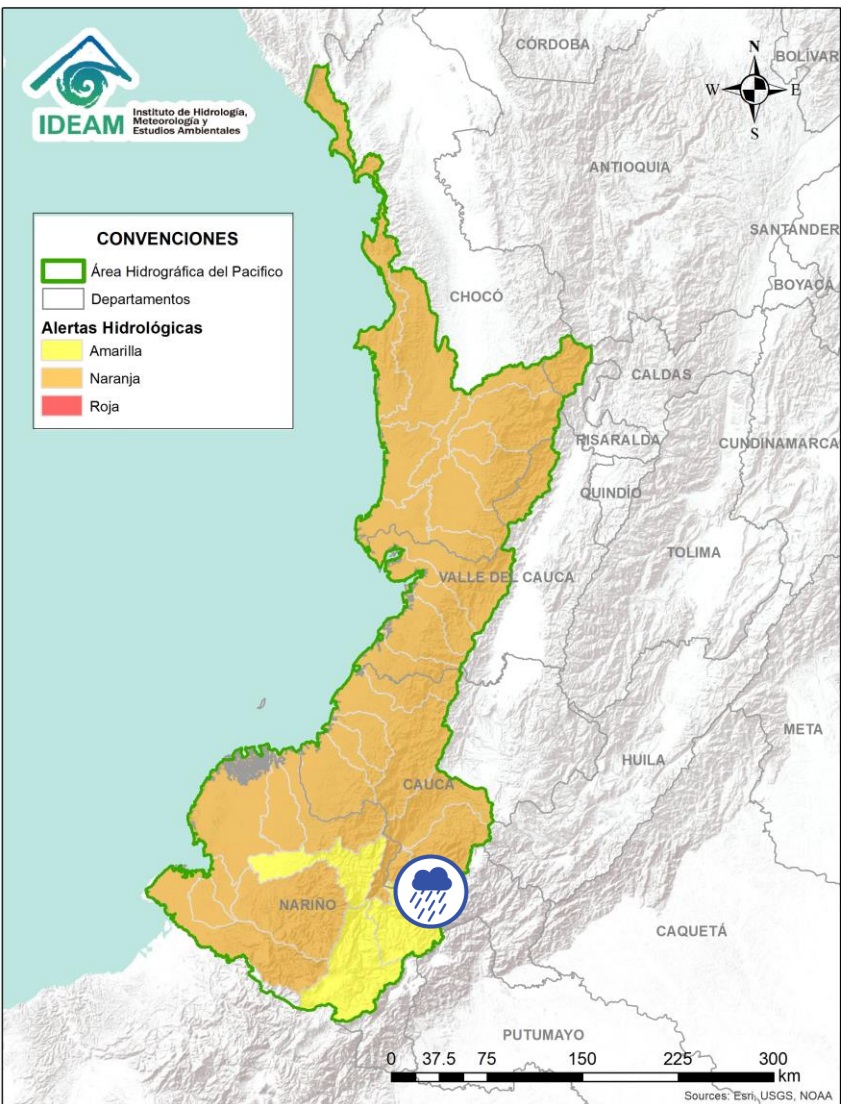 IDEAM
Instituto de Hidrología,
Meteorología y
Estudios Ambientales
N
W
E
S
CÓRDOBA
BOLÍVAR
ANTIOQUIA
SANTANDER
BOYACÁ
CHOCÓ
CALDAS
RISARALDA
CUNDINAMARCA
QUINDÍO
TOLIMA
VALLE DEL CAUCA
META
HUILA
CAUCA
NARIÑO
CAQUETÁ
PUTUMAYO
CONVENCIONES
Área Hidrográfica del Pacifico
Departamentos
Alertas Hidrológicas
Amarilla
Naranja
Roja
0 37.5 75 150 225 300
km
Sources: Esri, USGS, NOAA